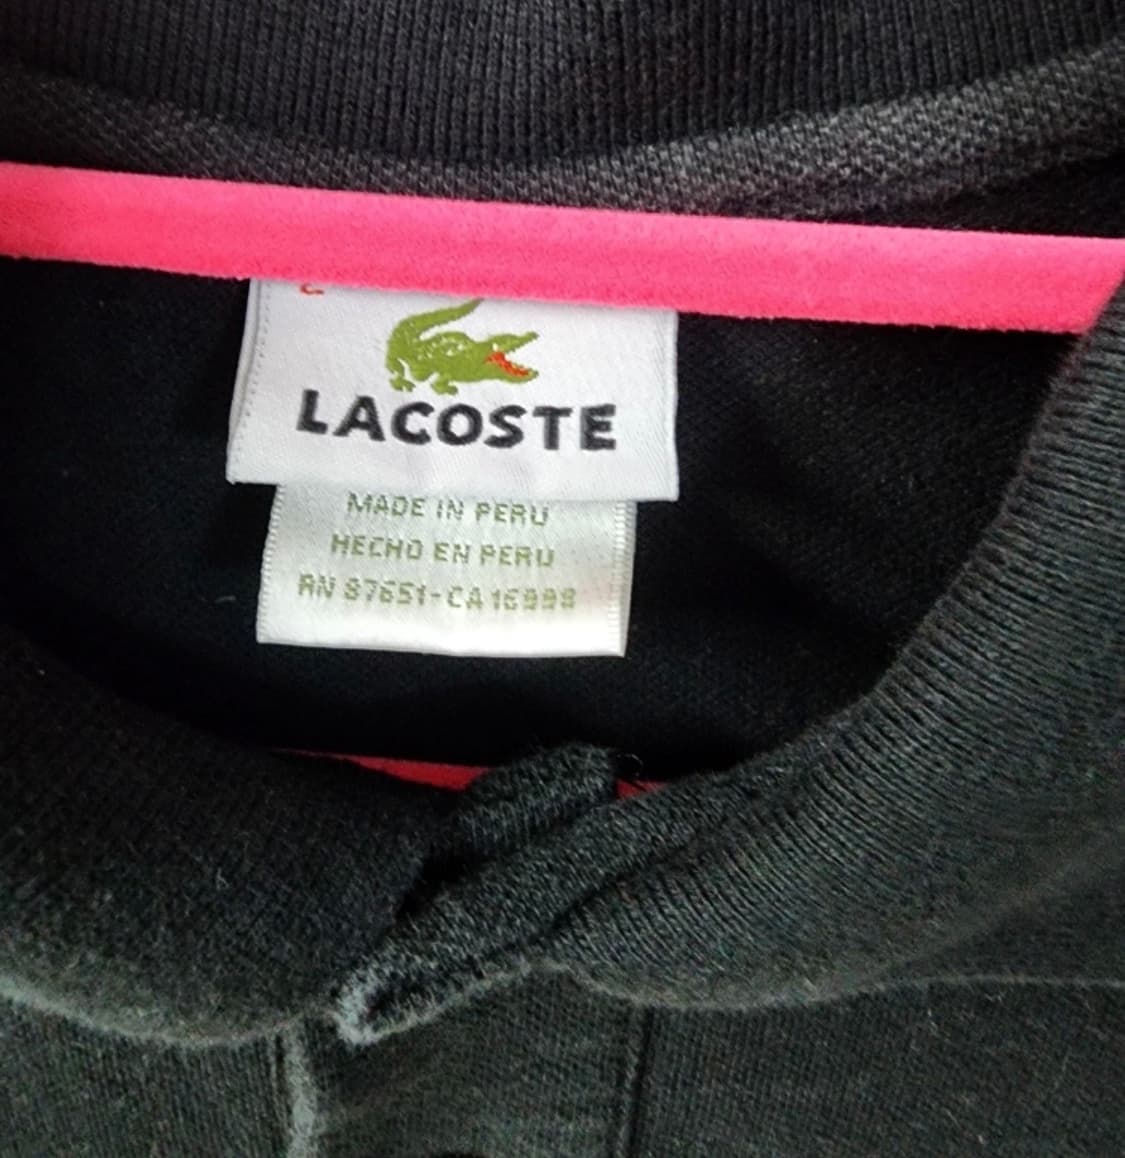 LACOSTE
MADE IN PERU
HECHO EN PERU
RN 87651-CA 16998